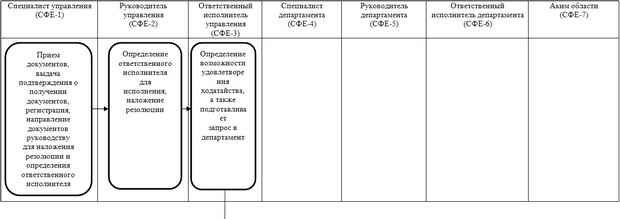 Специалист управления
(СФЕ-1)
Руководитель
управления
(СФЕ-2)
Ответственный
исполнитель
управления
(СФЕ-3)
Специалист
департамента
(СФЕ-4)
Руководитель
департамента
(СФЕ-5)
Ответственный
исполнитель департамента
(СФЕ-6)
Аким области
(СФЕ-7)
Прием
документов,
выдача
подтверждения о
получении
документов,
регистрация,
направление
документов
руководству
для наложения
резолюции и
определения
ответственного
исполнителя
Определение
ответственного
исполнителя
для
исполнения,
наложение
резолюции
Определение
возможности
удовлетворе
ния
ходатайства,
а также
подготавлива
ет
запрос в
департамент